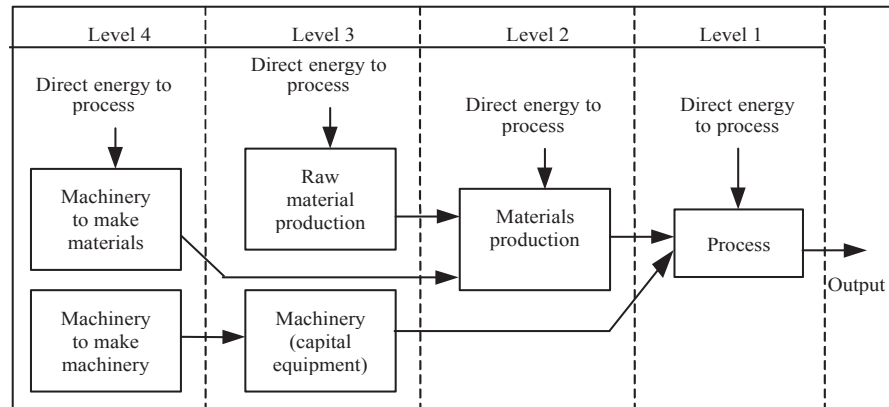 Level 4
Level 3
Level 2
Level 1
Direct energy to
process
Direct energy to
process
Direct energy to
process
Direct energy
to process
Machinery
to make
materials
Raw
material
production
Materials
production
Process
Output
Machinery
to make
machinery
Machinery
(capital
equipment)